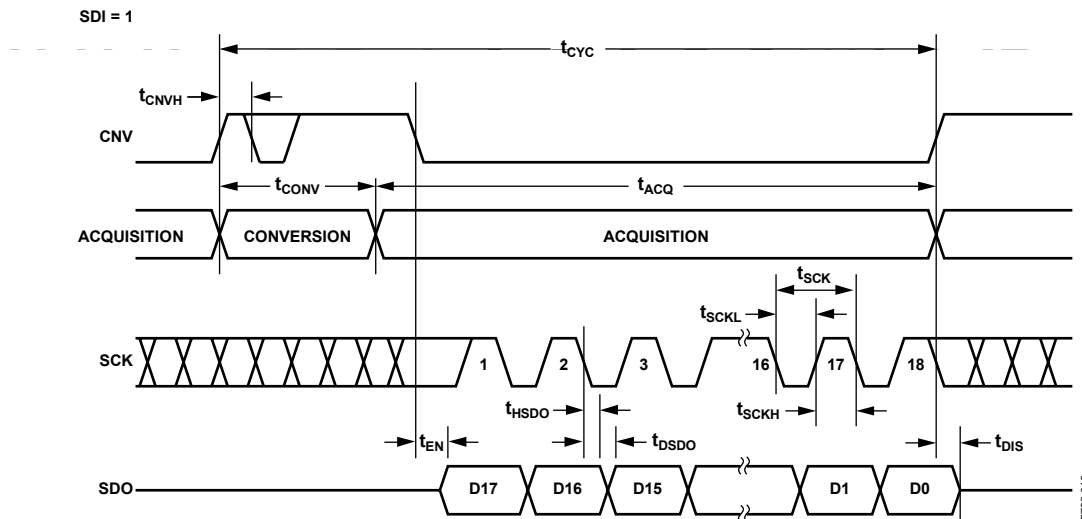 SDI = 1
tCYC
tCNVH
CNV
tCONV tACQ
ACQUISITION CONVERSION ACQUISITION
tSCK
tSCKL
SCK 1 2 3 16 17 18
tHSDO tSCKH
tEN tDSDO tDIS
SDO D17 D16 D15 D1 D0